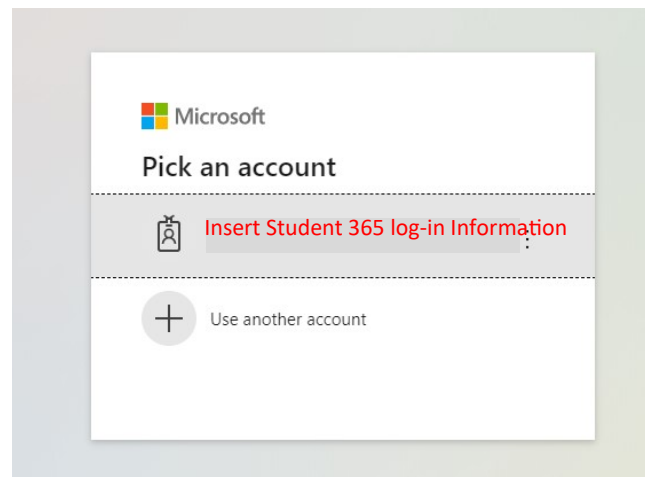 Microsoft
Pick an account
Insert Student 365 log-in Information
Use another account